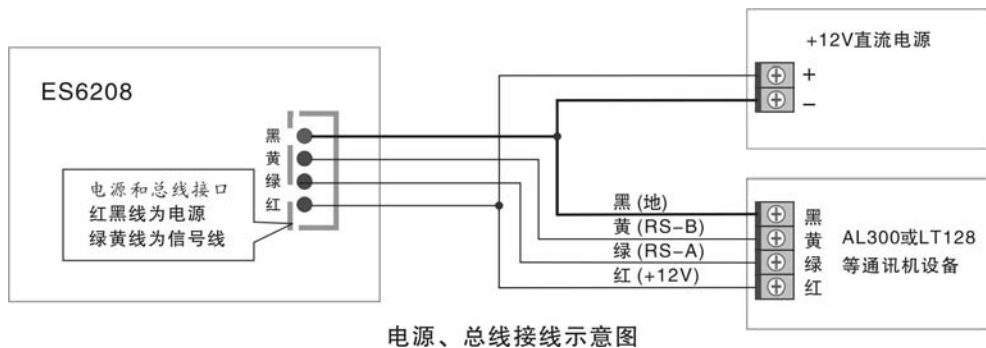 +12V直流电源
+
−
ES6208
黑
黄
绿
红
电源和总线接口
红黑线为电源
绿黄线为信号线
黑 (地)
黄 (RS−B)
绿 (RS−A)
红 (+12V)
黑
黄
绿
红
AL300或LT128
等通讯机设备
电源、总线接线示意图